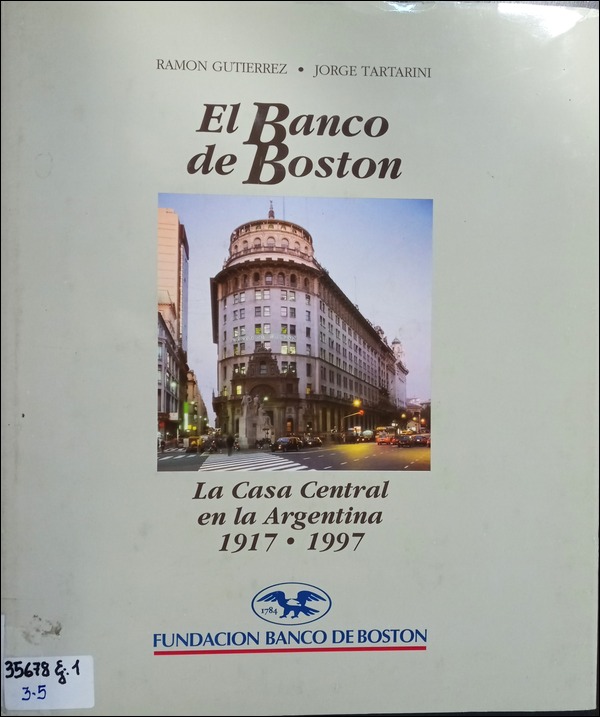 RAMON GUTIERREZ • JORGE TARTARINI
El Banco
de Boston
La Casa Central
en la Argentina
1917 • 1997
1784
FUNDACION BANCO DE BOSTON
35678 Ej. 1
3-5